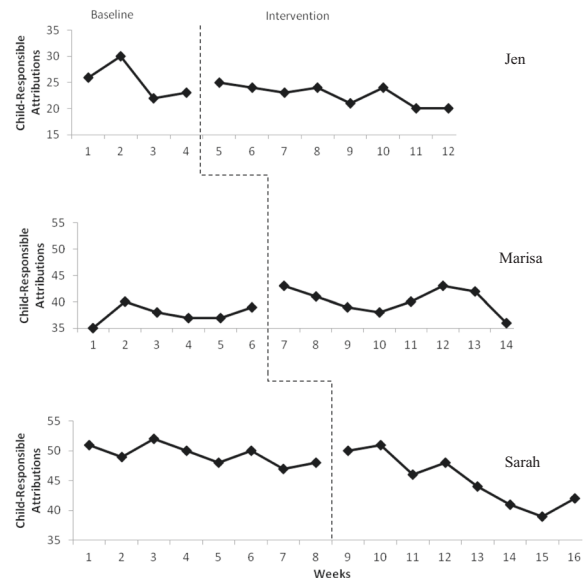 Baseline Intervention
Child-Responsible
Attributions
35
30
25
20
15
Jen
1 2 3 4 5 6 7 8 9 10 11 12
Child-Responsible
Attributions
55
50
45
40
35
Marisa
1 2 3 4 5 6 7 8 9 10 11 12 13 14
Child-Responsible
Attributions
55
50
45
40
35
Sarah
1 2 3 4 5 6 7 8 9 10 11 12 13 14 15 16
Weeks